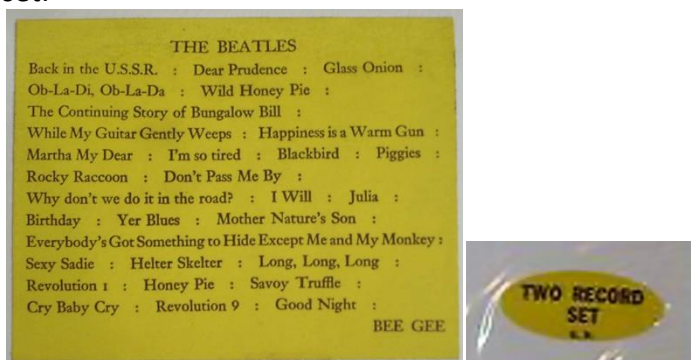 set.
THE BEATLES
Back in the U.S.S.R. : Dear Prudence : Glass Onion :
Ob-La-Di, Ob-La-Da : Wild Honey Pie :
The Continuing Story of Bungalow Bill :
While My Guitar Gently Weeps : Happiness is a Warm Gun :
Martha My Dear : I'm so tired : Blackbird : Piggies :
Rocky Raccoon : Don't Pass Me By :
Why don't we do it in the road? : I Will : Julia :
Birthday : Yer Blues : Mother Nature's Son :
Everybody's Got Something to Hide Except Me and My Monkey :
Sexy Sadie : Helter Skelter : Long, Long, Long :
Revolution 1 : Honey Pie : Savoy Truffle :
Cry Baby Cry : Revolution 9 : Good Night :
BEE GEE
TWO RECORD
SET